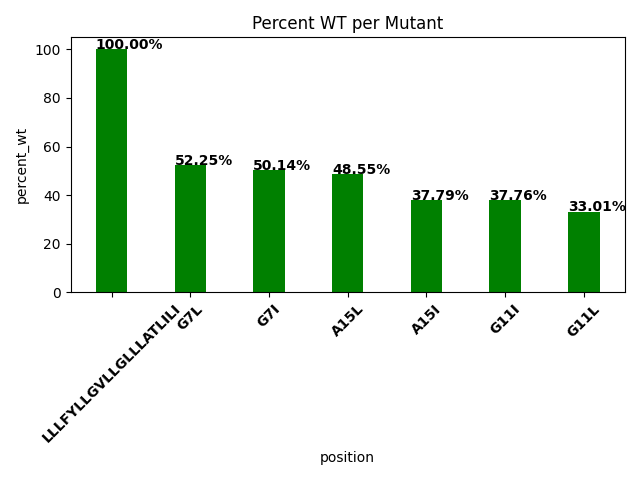 Percent WT per Mutant
percent_wt
100
80
60
40
20
0
100.00%
52.25%
50.14%
48.55%
37.79%
37.76%
33.01%
LLLFYLLGVLLGLLLATLILI
G7L
G7I
A15L
A15I
G11I
G11L
position